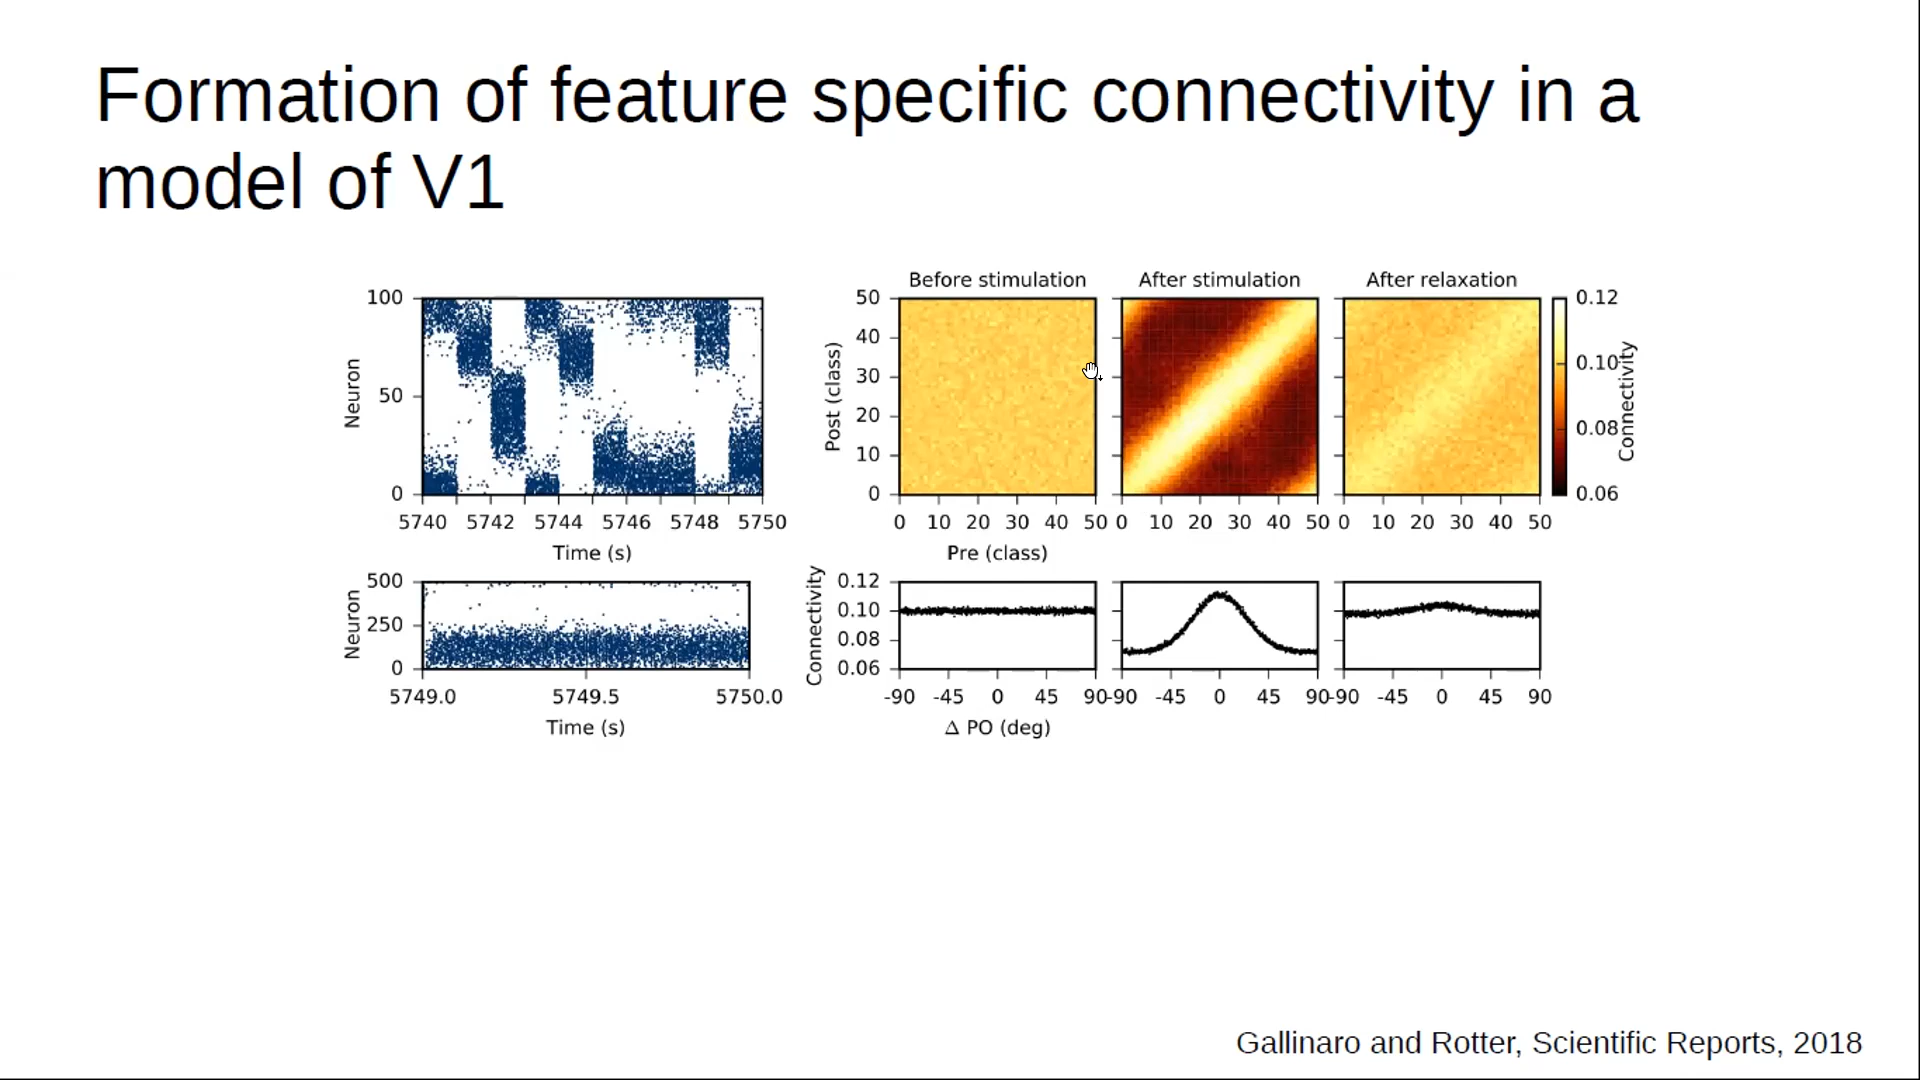 Formation of feature specific connectivity in a
model of V1
Before stimulation After stimulation After relaxation
100
50
0
Neuron
5740 5742 5744 5746 5748 5750
Time (s)
500
250
0
Neuron
5749.0 5749.5 5750.0
Time (s)
50
40
30
20
10
0
Post (class)
0 10 20 30 40 50 0 10 20 30 40 50 0 10 20 30 40 50
Pre (class)
0.12
0.10
0.08
0.06
Connectivity
0.12
0.10
0.08
0.06
Connectivity
-90 -45 0 45 90 -90 -45 0 45 90 -90 -45 0 45 90
Δ PO (deg)
Gallinaro and Rotter, Scientific Reports, 2018